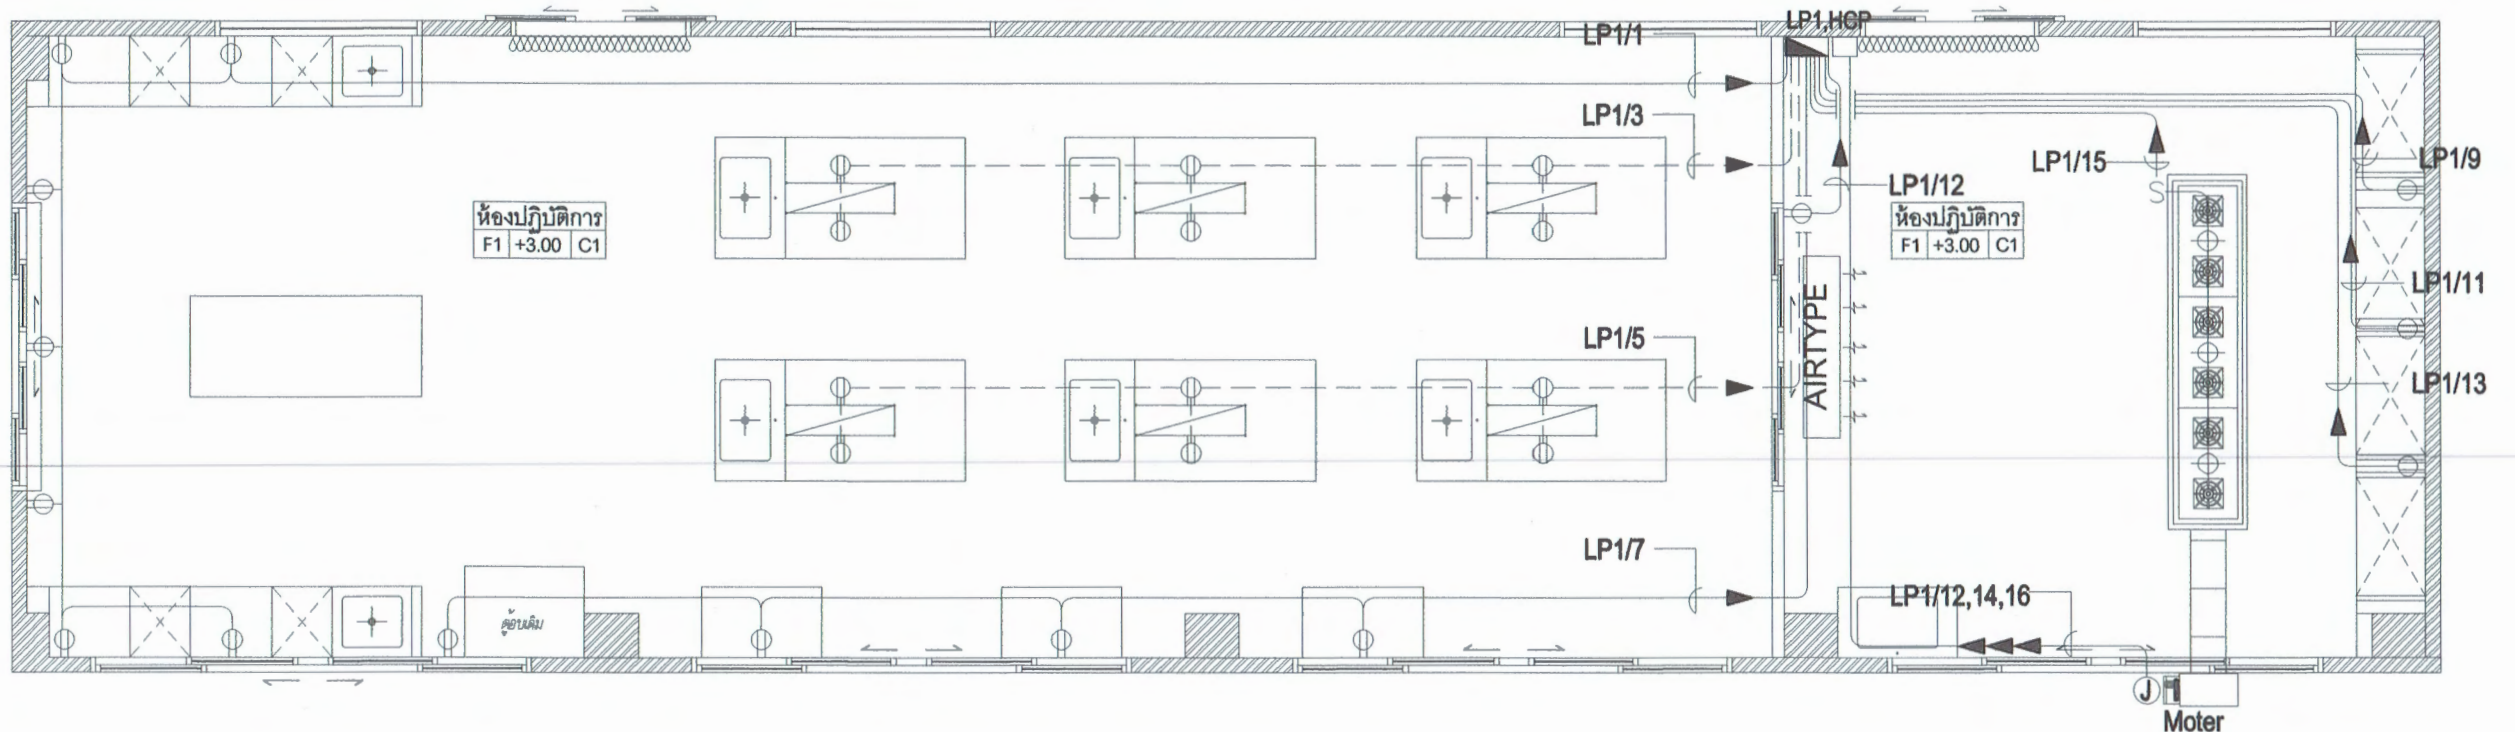 LP1,HCP
LP1/1
LP1/3
LP1/15
LP1/9
LP1/12
ห้องปฏิบัติการ
F1 +3.00 C1
ห้องปฏิบัติการ
F1 +3.00 C1
S
LP1/11
AIRTYPE
LP1/5
LP1/13
LP1/7
LP1/12,14,16
ตู้อบเดิม
J
Moter